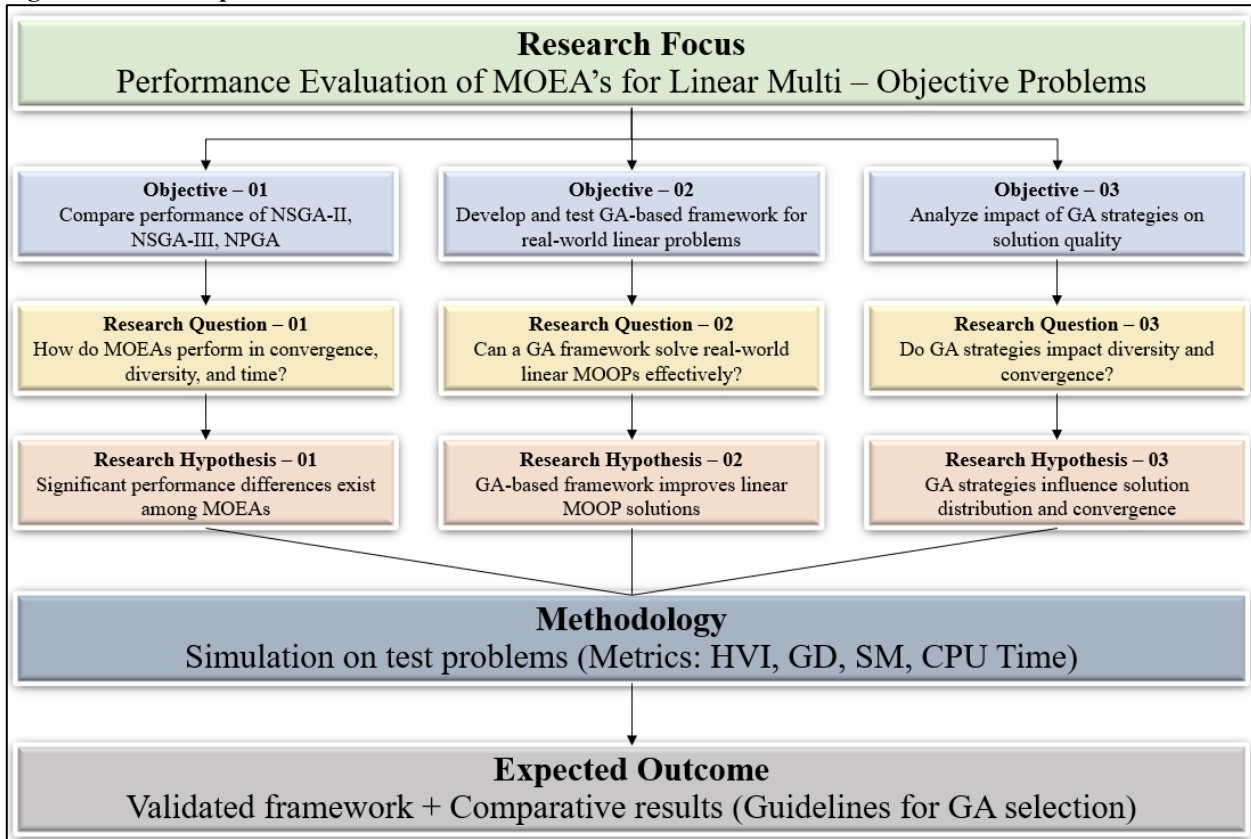 Research Focus
Performance Evaluation of MOEA's for Linear Multi – Objective Problems
Objective – 01
Compare performance of NSGA-II,
NSGA-III, NPGA
Objective – 02
Develop and test GA-based framework for
real-world linear problems
Objective – 03
Analyze impact of GA strategies on
solution quality
Research Question – 01
How do MOEAs perform in convergence,
diversity, and time?
Research Question – 02
Can a GA framework solve real-world
linear MOOPs effectively?
Research Question – 03
Do GA strategies impact diversity and
convergence?
Research Hypothesis – 01
Significant performance differences exist
among MOEAs
Research Hypothesis – 02
GA-based framework improves linear
MOOP solutions
Research Hypothesis – 03
GA strategies influence solution
distribution and convergence
Methodology
Simulation on test problems (Metrics: HVI, GD, SM, CPU Time)
Expected Outcome
Validated framework + Comparative results (Guidelines for GA selection)